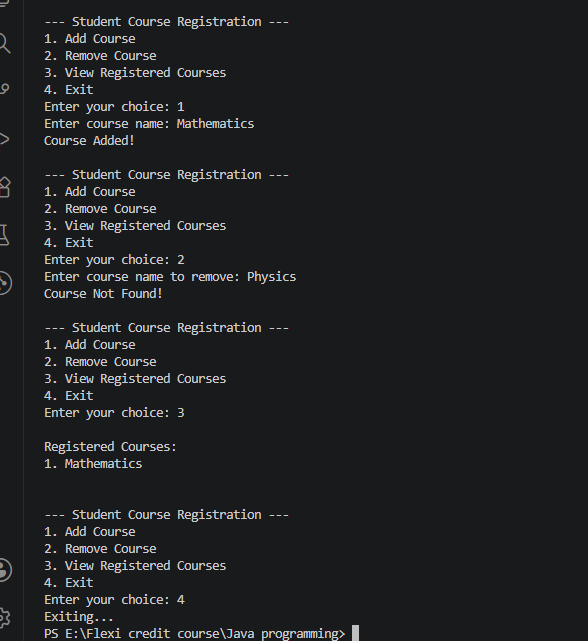 --- Student Course Registration ---
1. Add Course
2. Remove Course
3. View Registered Courses
4. Exit
Enter your choice: 1
Enter course name: Mathematics
Course Added!
--- Student Course Registration ---
1. Add Course
2. Remove Course
3. View Registered Courses
4. Exit
Enter your choice: 2
Enter course name to remove: Physics
Course Not Found!
--- Student Course Registration ---
1. Add Course
2. Remove Course
3. View Registered Courses
4. Exit
Enter your choice: 3
Registered Courses:
1. Mathematics
--- Student Course Registration ---
1. Add Course
2. Remove Course
3. View Registered Courses
4. Exit
Enter your choice: 4
Exiting...
PS E:\Flexi credit course\Java programming>